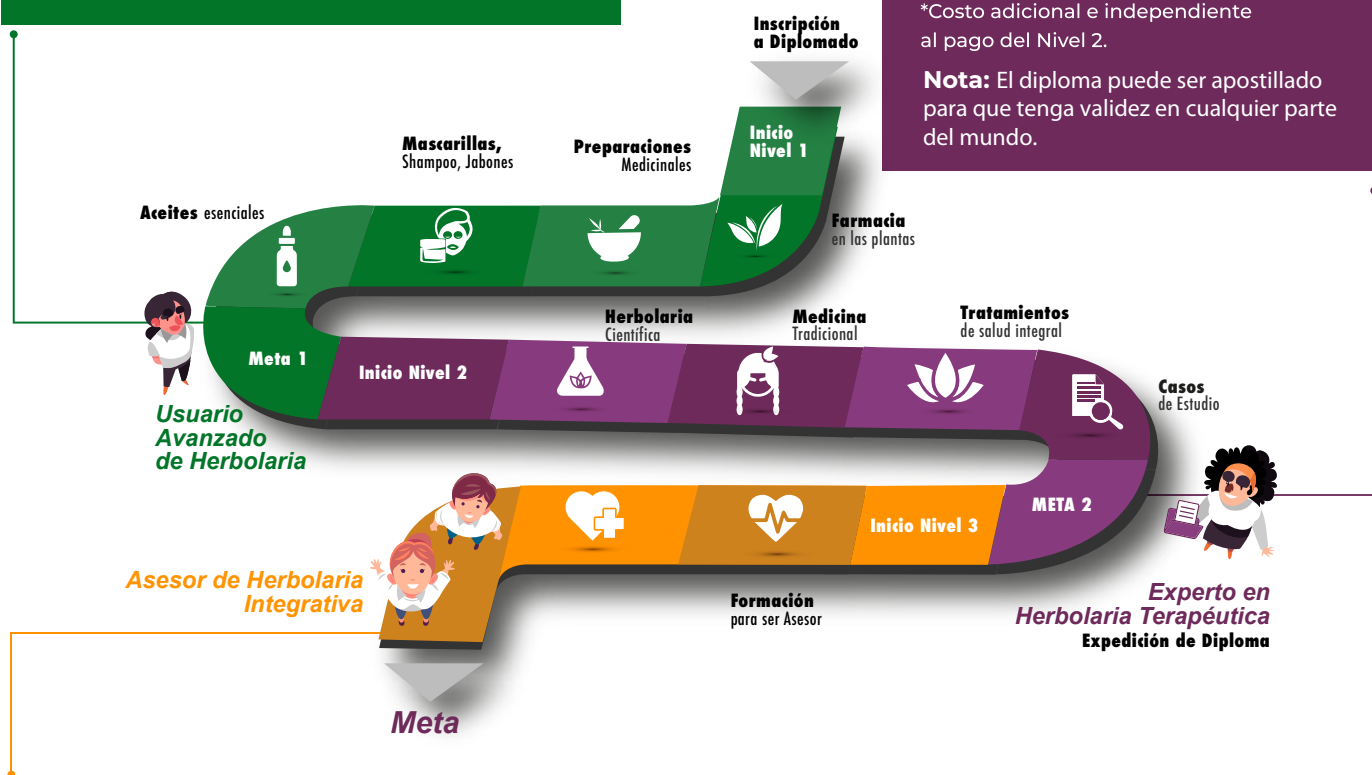 Inscripción
a Diplomado
*Costo adicional e independiente
al pago del Nivel 2.
Nota: El diploma puede ser apostillado
para que tenga validez en cualquier parte
del mundo.
Inicio
Nivel 1
Farmacia
en las plantas
Preparaciones
Medicinales
Mascarillas,
Shampoo, Jabones
Aceites esenciales
Meta 1
Usuario
Avanzado
de Herbolaria
Inicio Nivel 2
Herbolaria
Científica
Medicina
Tradicional
Tratamientos
de salud integral
Casos
de Estudio
META 2
Experto en
Herbolaria Terapéutica
Expedición de Diploma
Inicio Nivel 3
Formación
para ser Asesor
Asesor de Herbolaria
Integrativa
Meta